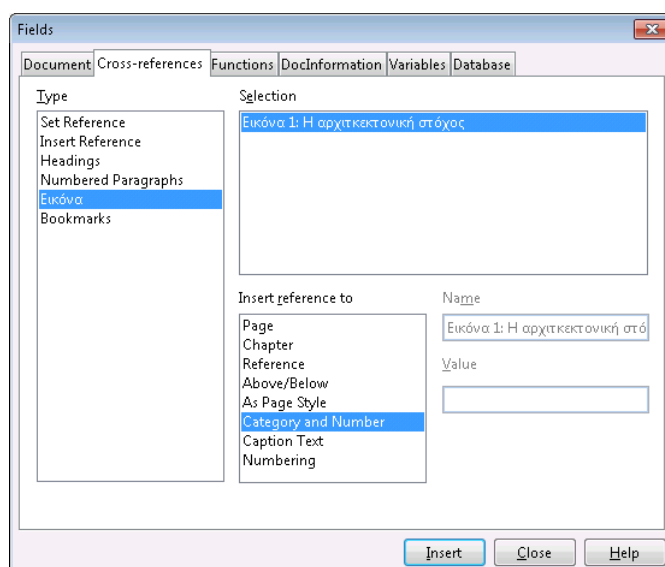 Fields
Document Cross-references Functions DocInformation Variables Database
Type
Set Reference
Insert Reference
Headings
Numbered Paragraphs
Εικόνα
Bookmarks
Selection
Εικόνα 1: Η αρχιτκεκτονική στόχος
Insert reference to
Page
Chapter
Reference
Above/Below
As Page Style
Category and Number
Caption Text
Numbering
Name
Εικόνα 1: Η αρχιτκεκτονική στό
Value
Insert Close Help